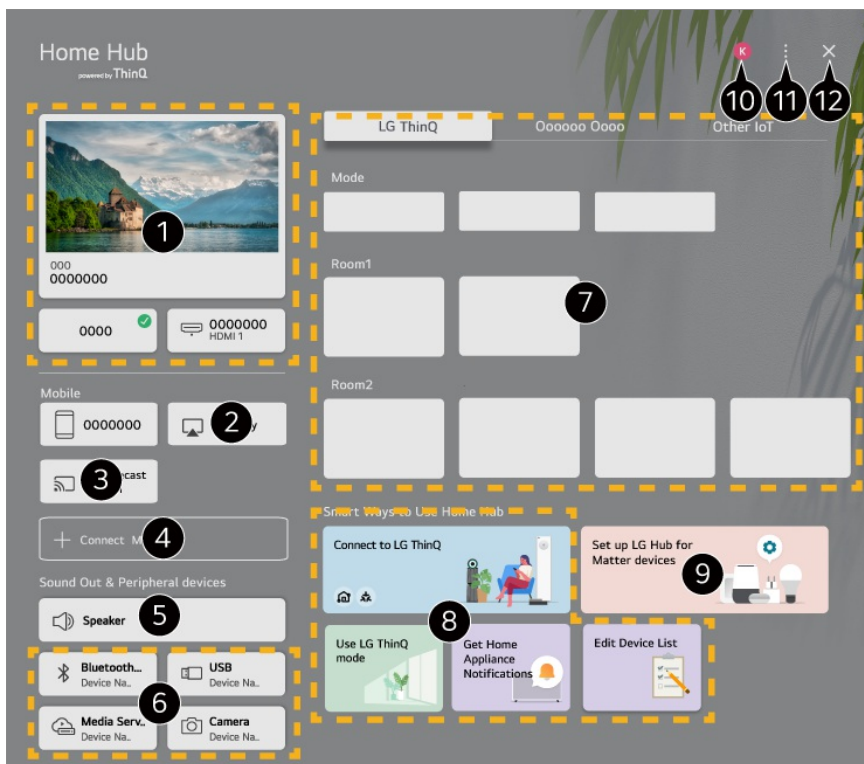 Home Hub
powered by ThinQ
K
10
11
12
1
000
0000000
0000
0000000
HDMI 1
LG ThinQ
Oooooo Oooo
Other IoT
Mode
Room1
7
Room2
Mobile
0000000
2
y
3
cast
4
Connect M
Sound Out & Peripheral devices
Speaker
5
Bluetooth...
Device Na..
USB
Device Na..
6
Media Serv..
Device Na..
Camera
Device Na..
Smart Ways to Use Home Hub
Connect to LG ThinQ
Set up LG Hub for
Matter devices
9
8
Use LG ThinQ
mode
Get Home
Appliance
Notifications
Edit Device List